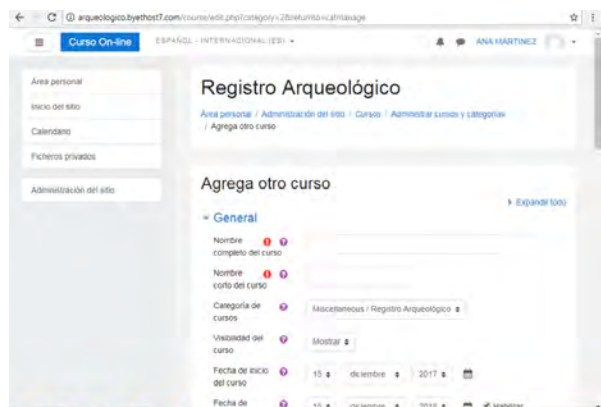 arqueologico.byethost7.com/course/edit.php?category=2&returnto=catmanage
Curso On-line
ESPAÑOL - INTERNACIONAL (ES)
ANA MARTINEZ
Área personal
Inicio del sitio
Calendario
Ficheros privados
Administración del sitio
Registro Arqueológico
Área personal / Administración del sitio / Cursos / Administrar cursos y categorías
/ Agrega otro curso
Agrega otro curso
Expandir todo
General
Nombre
completo del curso
Nombre
corto del curso
Categoría de
cursos
Miscellaneous / Registro Arqueológico
Visibilidad del
curso
Mostrar
Fecha de inicio
del curso
15 diciembre 2017
Fecha de
15 diciembre 2018 Habilitar